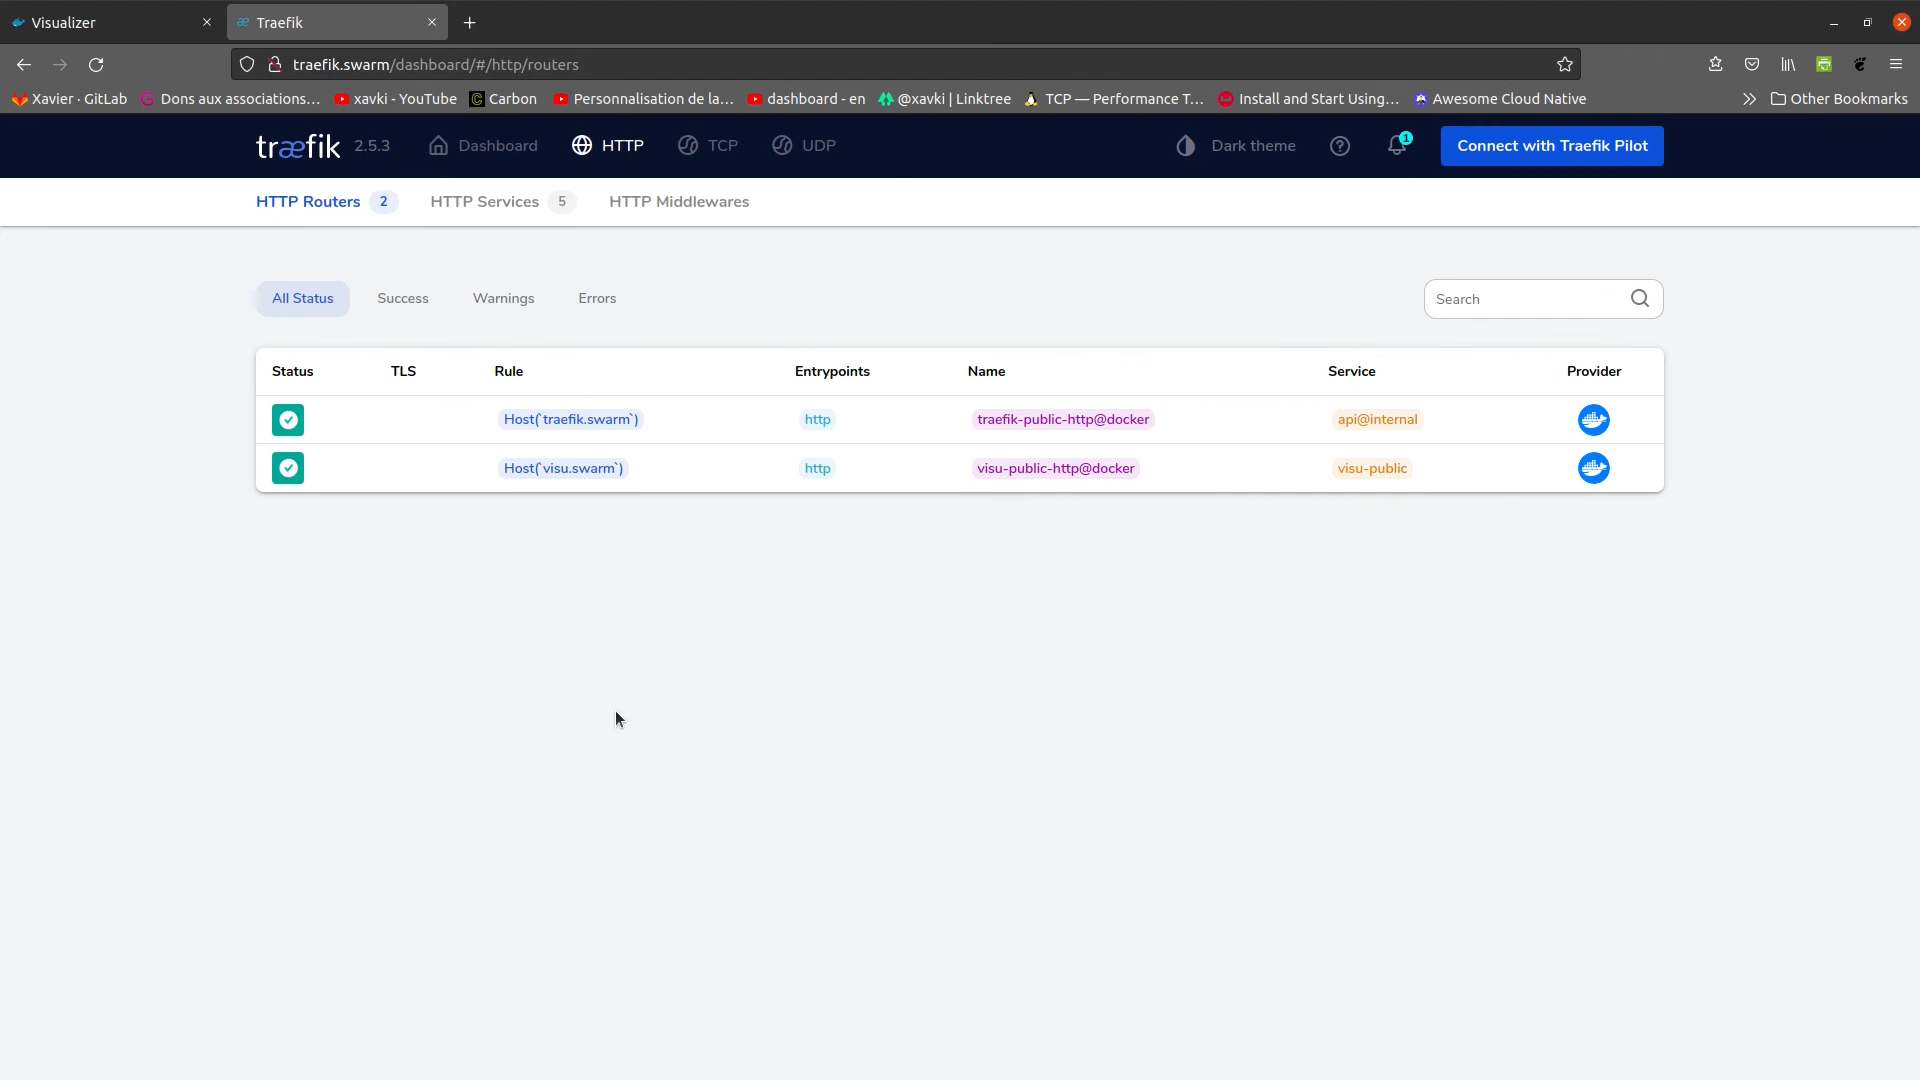 Visualizer
Traefik
traefik.swarm/dashboard/#/http/routers
Xavier · GitLab Dons aux associations... xavki - YouTube Carbon Personnalisation de la... dashboard - en @xavki | Linktree TCP — Performance T... Install and Start Using... Awesome Cloud Native Other Bookmarks
træfik 2.5.3 Dashboard HTTP TCP UDP Dark theme 1 Connect with Traefik Pilot
HTTP Routers 2 HTTP Services 5 HTTP Middlewares
All Status Success Warnings Errors Search
Status TLS Rule Entrypoints Name Service Provider
Host(`traefik.swarm`) http traefik-public-http@docker api@internal
Host(`visu.swarm`) http visu-public-http@docker visu-public